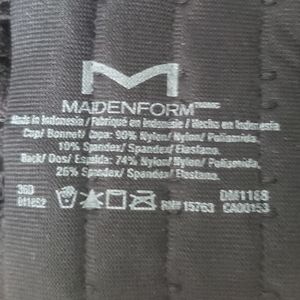 M
MAIDENFORM
Made in Indonesia / Fabriqué en Indonésie / Hecho en Indonesia
Cup/ Bonnet/ Copa: 90% Nylon/ Nylon/ Poliamida,
10% Spandex/ Spandex/ Elastano.
Back/ Dos/ Espalda: 74% Nylon/ Nylon/ Poliamida,
26% Spandex/ Spandex/ Elastano.
36D DM1188
RN# 15763 CA00153